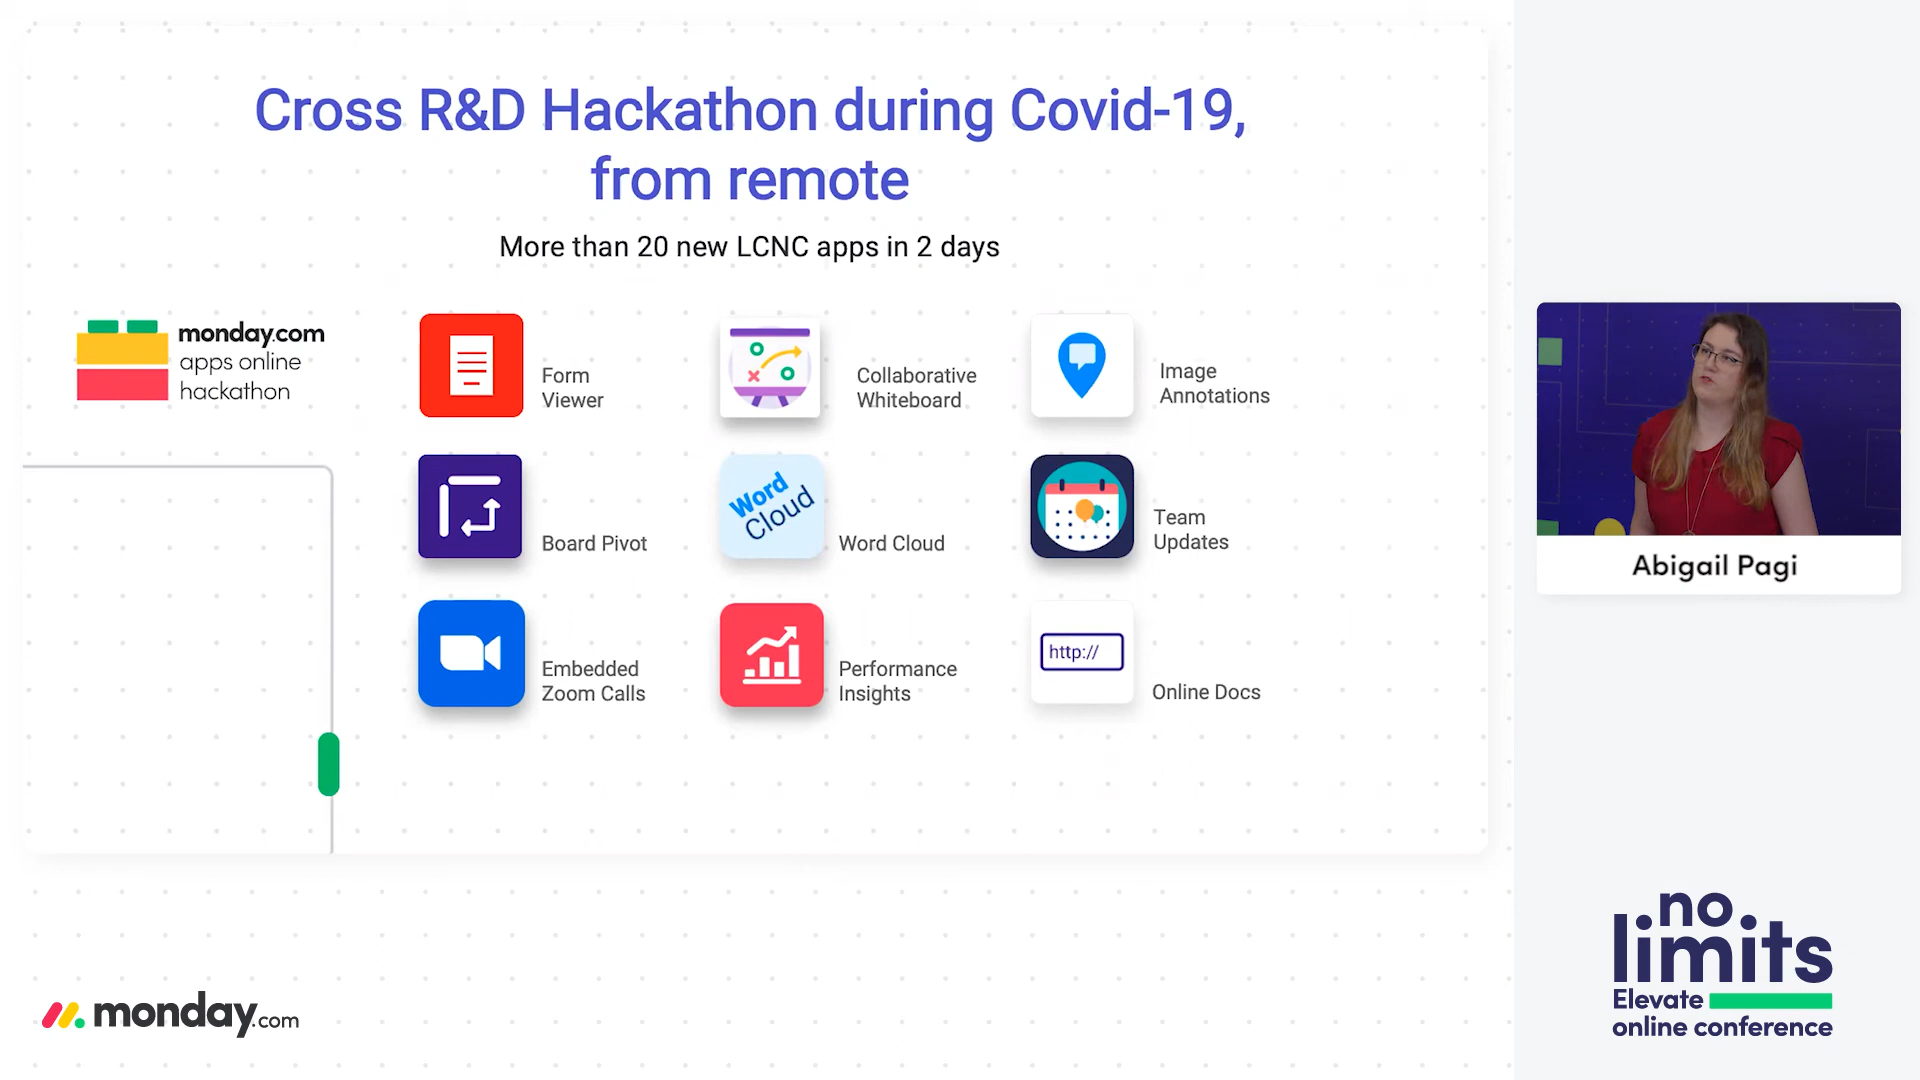 Cross R&D Hackathon during Covid-19,
from remote
More than 20 new LCNC apps in 2 days
monday.com
apps online
hackathon
Form
Viewer
Collaborative
Whiteboard
Image
Annotations
Board Pivot
Word
Cloud
Word Cloud
Team
Updates
Embedded
Zoom Calls
Performance
Insights
http://
Online Docs
Abigail Pagi
monday.com
no
limits
Elevate
online conference